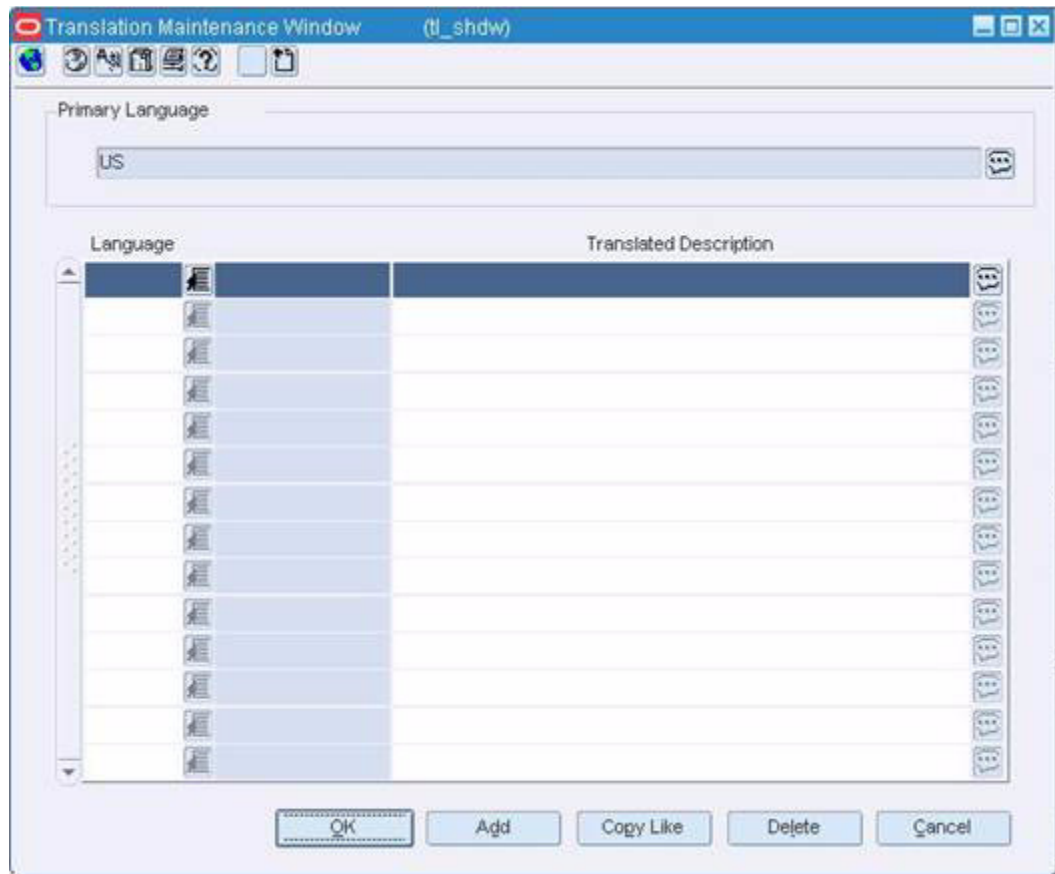 Translation Maintenance Window (tl_shdw)
Primary Language
US
Language Translated Description
OK Add Copy Like Delete Cancel